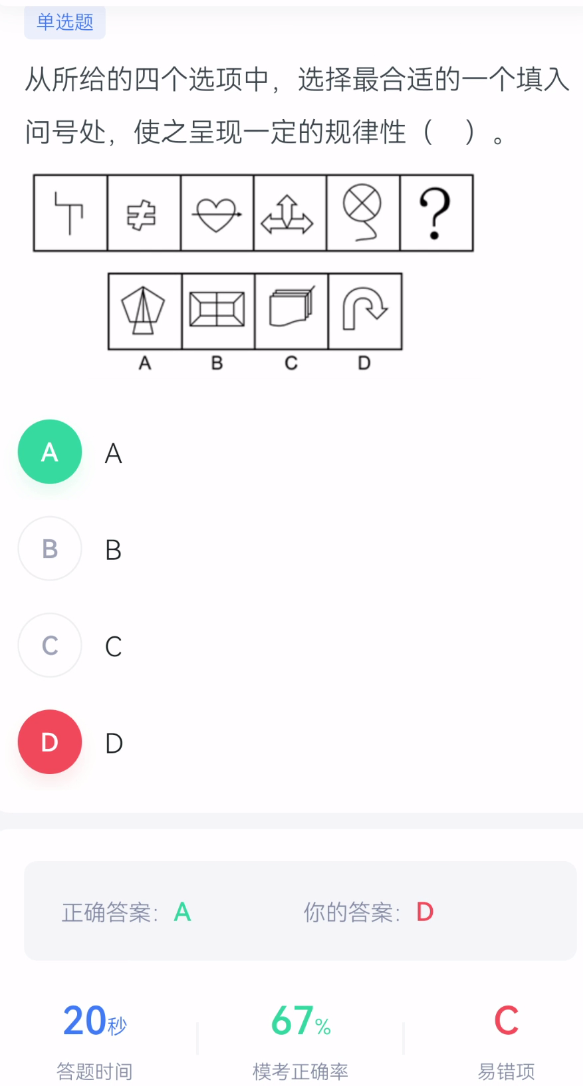 单选题
从所给的四个选项中，选择最合适的一个填入
问号处，使之呈现一定的规律性（　）。
?
A B C D
A A
B B
C C
D D
正确答案：A 你的答案：D
20秒 67% C
答题时间 模考正确率 易错项